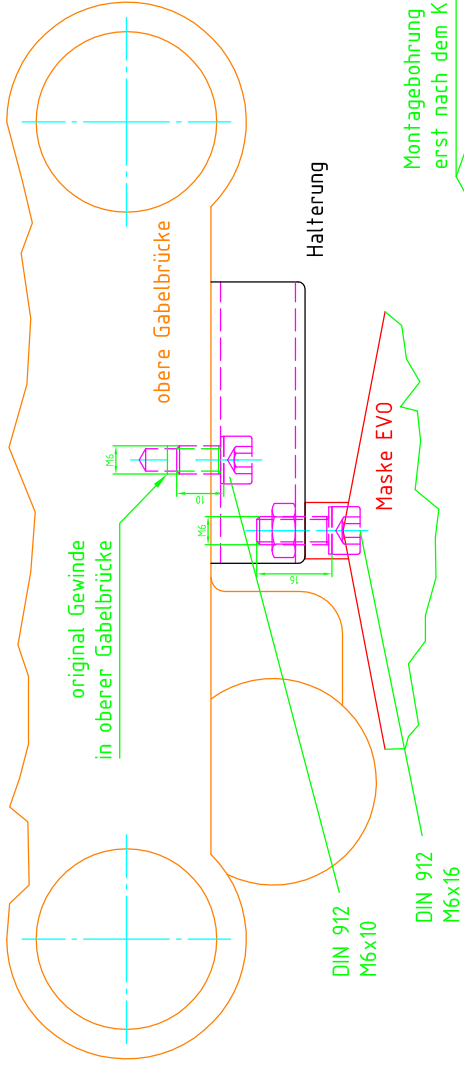 Montagebohrung
erst nach dem K
Halterung
obere Gabelbrücke
Maske EVO
original Gewinde
in oberer Gabelbrücke
M6
10
M6
16
DIN 912
M6x10
DIN 912
M6x16